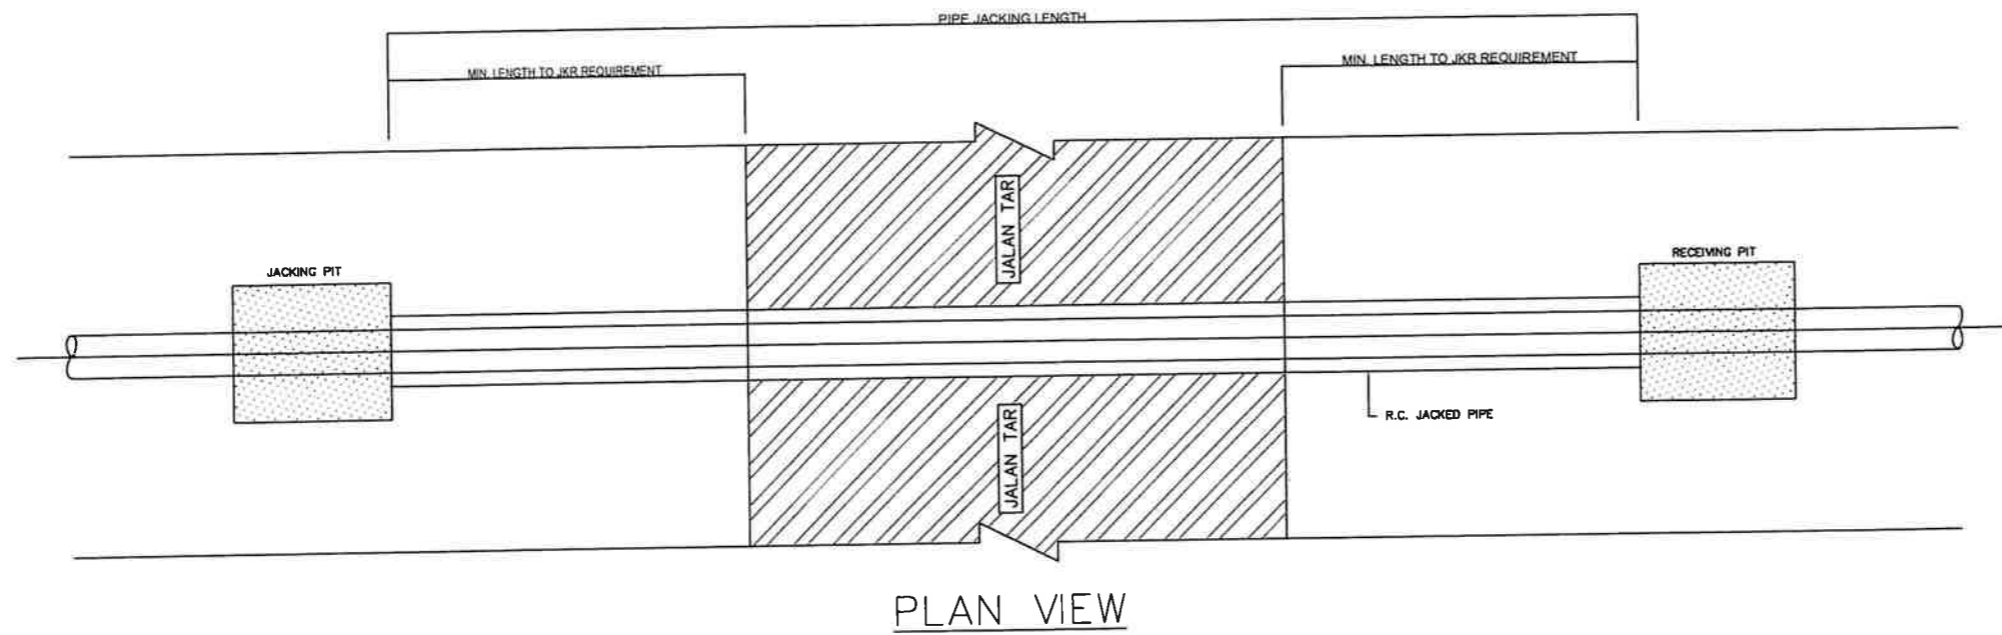 PIPE JACKING LENGTH
MIN. LENGTH TO JKR REQUIREMENT
MIN. LENGTH TO JKR REQUIREMENT
JALAN TAR
JACKING PIT
RECEIVING PIT
R.C. JACKED PIPE
JALAN TAR
PLAN VIEW